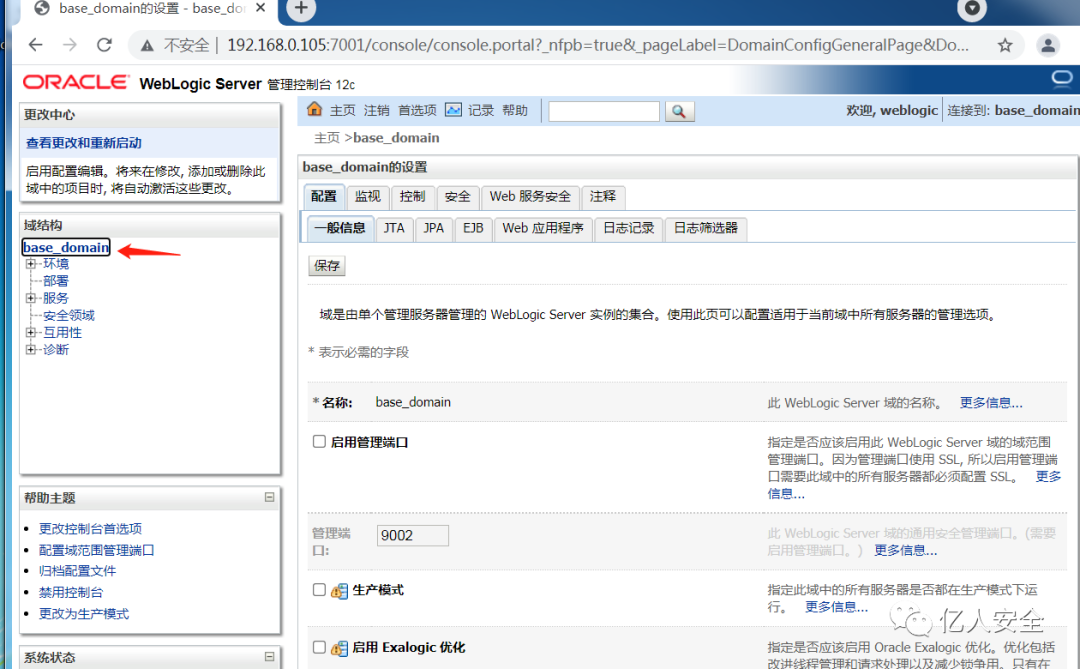 base_domain的设置 - base_do
不安全 | 192.168.0.105:7001/console/console.portal?_nfpb=true&_pageLabel=DomainConfigGeneralPage&Do...
ORACLE WebLogic Server 管理控制台 12c
更改中心
查看更改和重新启动
启用配置编辑。将来在修改, 添加或删除此
域中的项目时, 将自动激活这些更改。
域结构
base_domain
环境
部署
服务
安全领域
互用性
诊断
帮助主题
更改控制台首选项
配置域范围管理端口
归档配置文件
禁用控制台
更改为生产模式
系统状态
主页 注销 首选项 记录 帮助
欢迎, weblogic 连接到: base_domain
主页 >base_domain
base_domain的设置
配置 监视 控制 安全 Web 服务安全 注释
一般信息 JTA JPA EJB Web 应用程序 日志记录 日志筛选器
保存
域是由单个管理服务器管理的 WebLogic Server 实例的集合。使用此页可以配置适用于当前域中所有服务器的管理选项。
* 表示必需的字段
* 名称: base_domain 此 WebLogic Server 域的名称。 更多信息...
启用管理端口
指定是否应该启用此 WebLogic Server 域的域范围
管理端口。因为管理端口使用 SSL, 所以启用管理端
口需要此域中的所有服务器都必须配置 SSL。 更多
信息...
管理端
口:
9002
此 WebLogic Server 域的通用安全管理端口。(需要
启用管理端口。) 更多信息...
生产模式
指定此域中的所有服务器是否都在生产模式下运
行。 更多信息...
启用 Exalogic 优化
指定是否应该启用 Oracle Exalogic 优化。优化包括
改进线程管理和请求处理以及减少锁争用。只有在
亿人安全